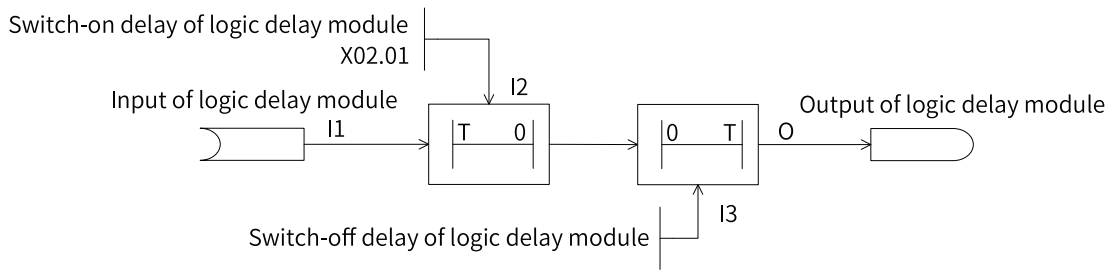 Switch-on delay of logic delay module
X02.01
I2
Input of logic delay module
Output of logic delay module
I1
T 0
0 T
O
I3
Switch-off delay of logic delay module